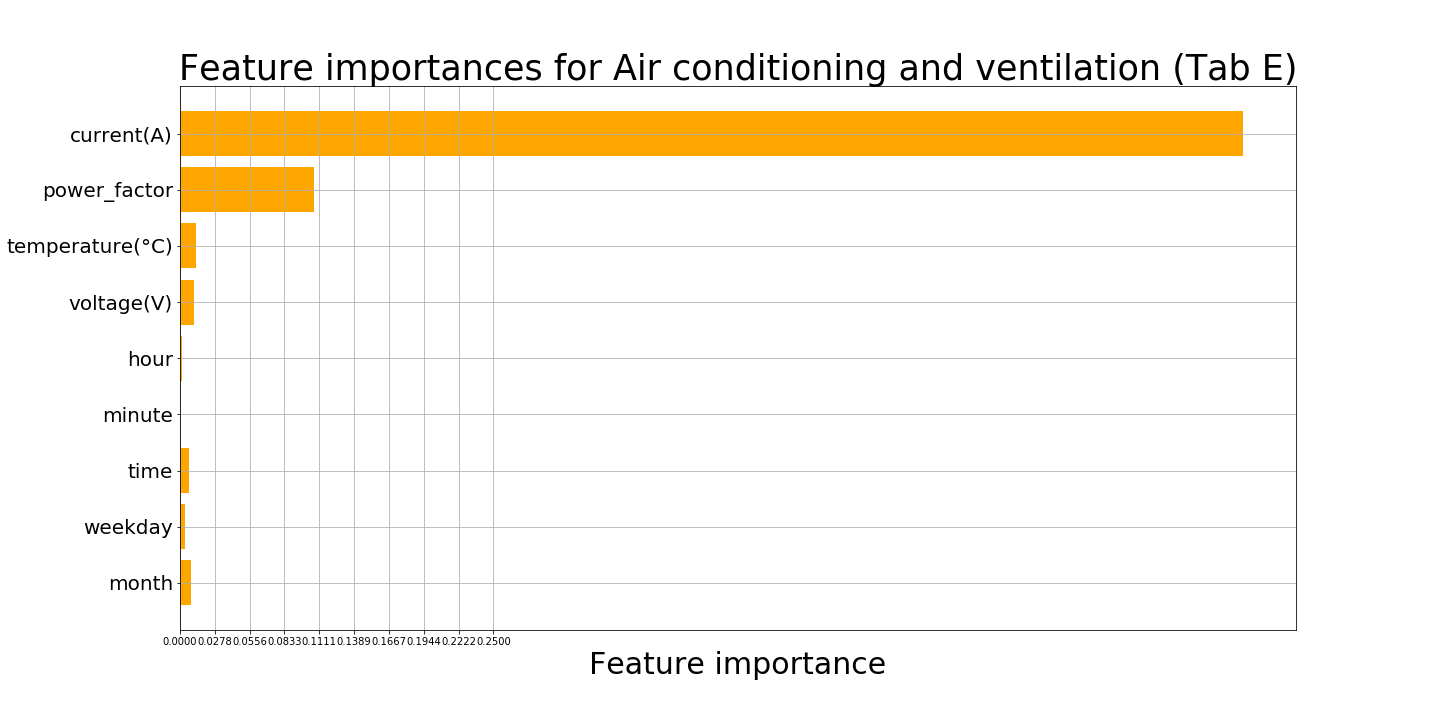 Feature importances for Air conditioning and ventilation (Tab E)
current(A)
power_factor
temperature(°C)
voltage(V)
hour
minute
time
weekday
month
0.0000 0.0278 0.0556 0.0833 0.1111 0.1389 0.1667 0.1944 0.2222 0.2500
Feature importance